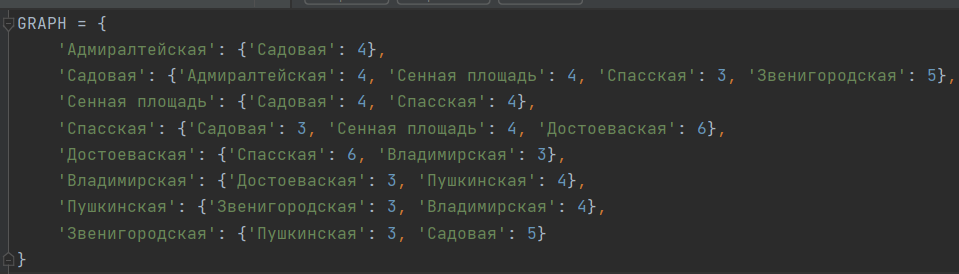 GRAPH = {
'Адмиралтейская': {'Садовая': 4},
'Садовая': {'Адмиралтейская': 4, 'Сенная площадь': 4, 'Спасская': 3, 'Звенигородская': 5},
'Сенная площадь': {'Садовая': 4, 'Спасская': 4},
'Спасская': {'Садовая': 3, 'Сенная площадь': 4, 'Достоеваская': 6},
'Достоеваская': {'Спасская': 6, 'Владимирская': 3},
'Владимирская': {'Достоеваская': 3, 'Пушкинская': 4},
'Пушкинская': {'Звенигородская': 3, 'Владимирская': 4},
'Звенигородская': {'Пушкинская': 3, 'Садовая': 5}
}